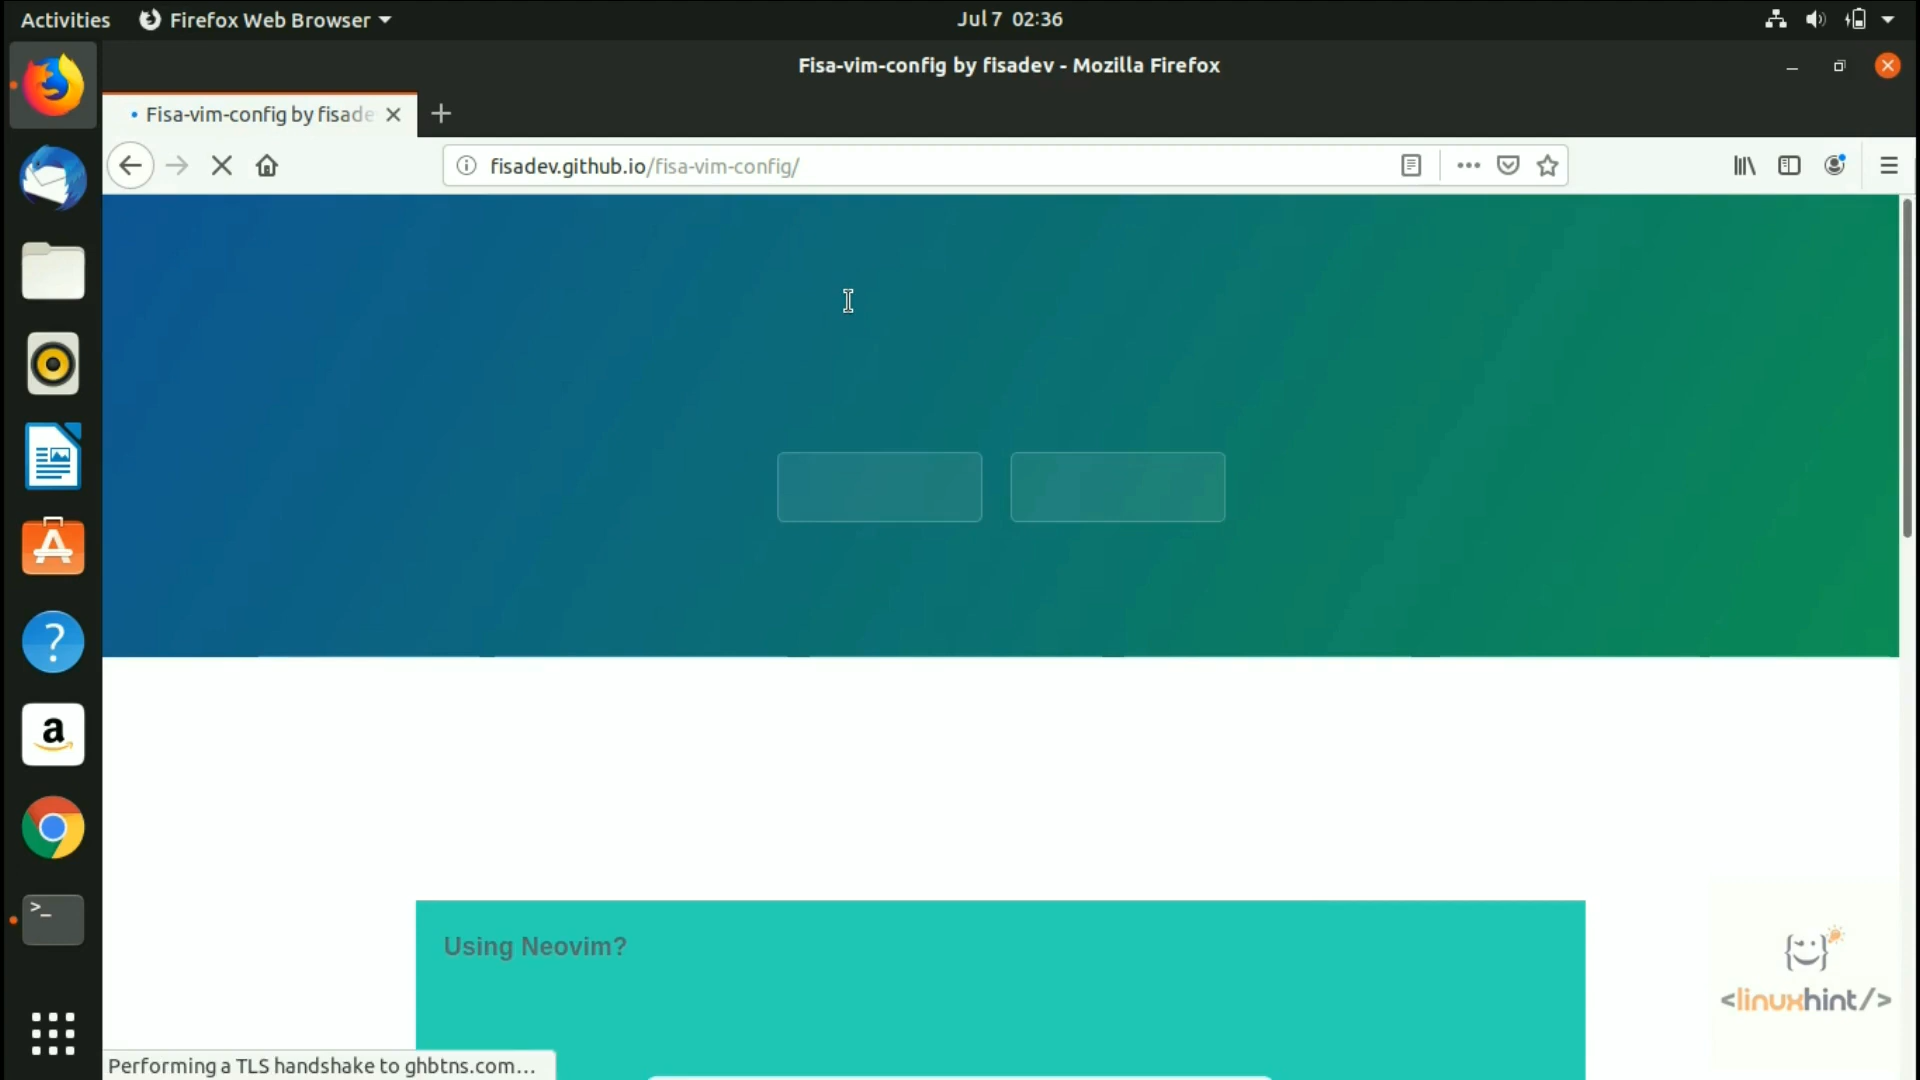 Activities Firefox Web Browser Jul 7 02:36
Fisa-vim-config by fisadev - Mozilla Firefox
Fisa-vim-config by fisade
fisadev.github.io/fisa-vim-config/
Using Neovim?
<linuxhint/>
Performing a TLS handshake to ghbtns.com...